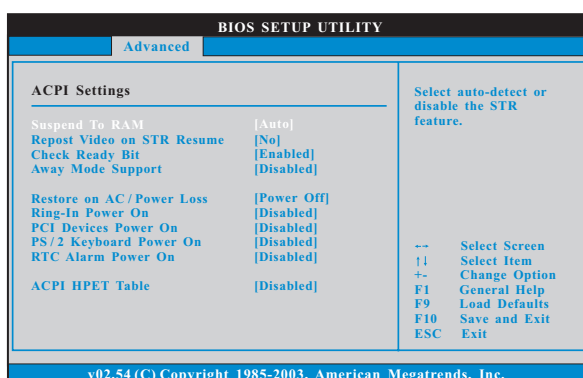 BIOS SETUP UTILITY
Advanced
ACPI Settings
Suspend To RAM [Auto]
Repost Video on STR Resume [No]
Check Ready Bit [Enabled]
Away Mode Support [Disabled]
Restore on AC / Power Loss [Power Off]
Ring-In Power On [Disabled]
PCI Devices Power On [Disabled]
PS / 2 Keyboard Power On [Disabled]
RTC Alarm Power On [Disabled]
ACPI HPET Table [Disabled]
Select auto-detect or
disable the STR
feature.
←→ Select Screen
↑↓ Select Item
+- Change Option
F1 General Help
F9 Load Defaults
F10 Save and Exit
ESC Exit
v02.54 (C) Copyright 1985-2003, American Megatrends, Inc.